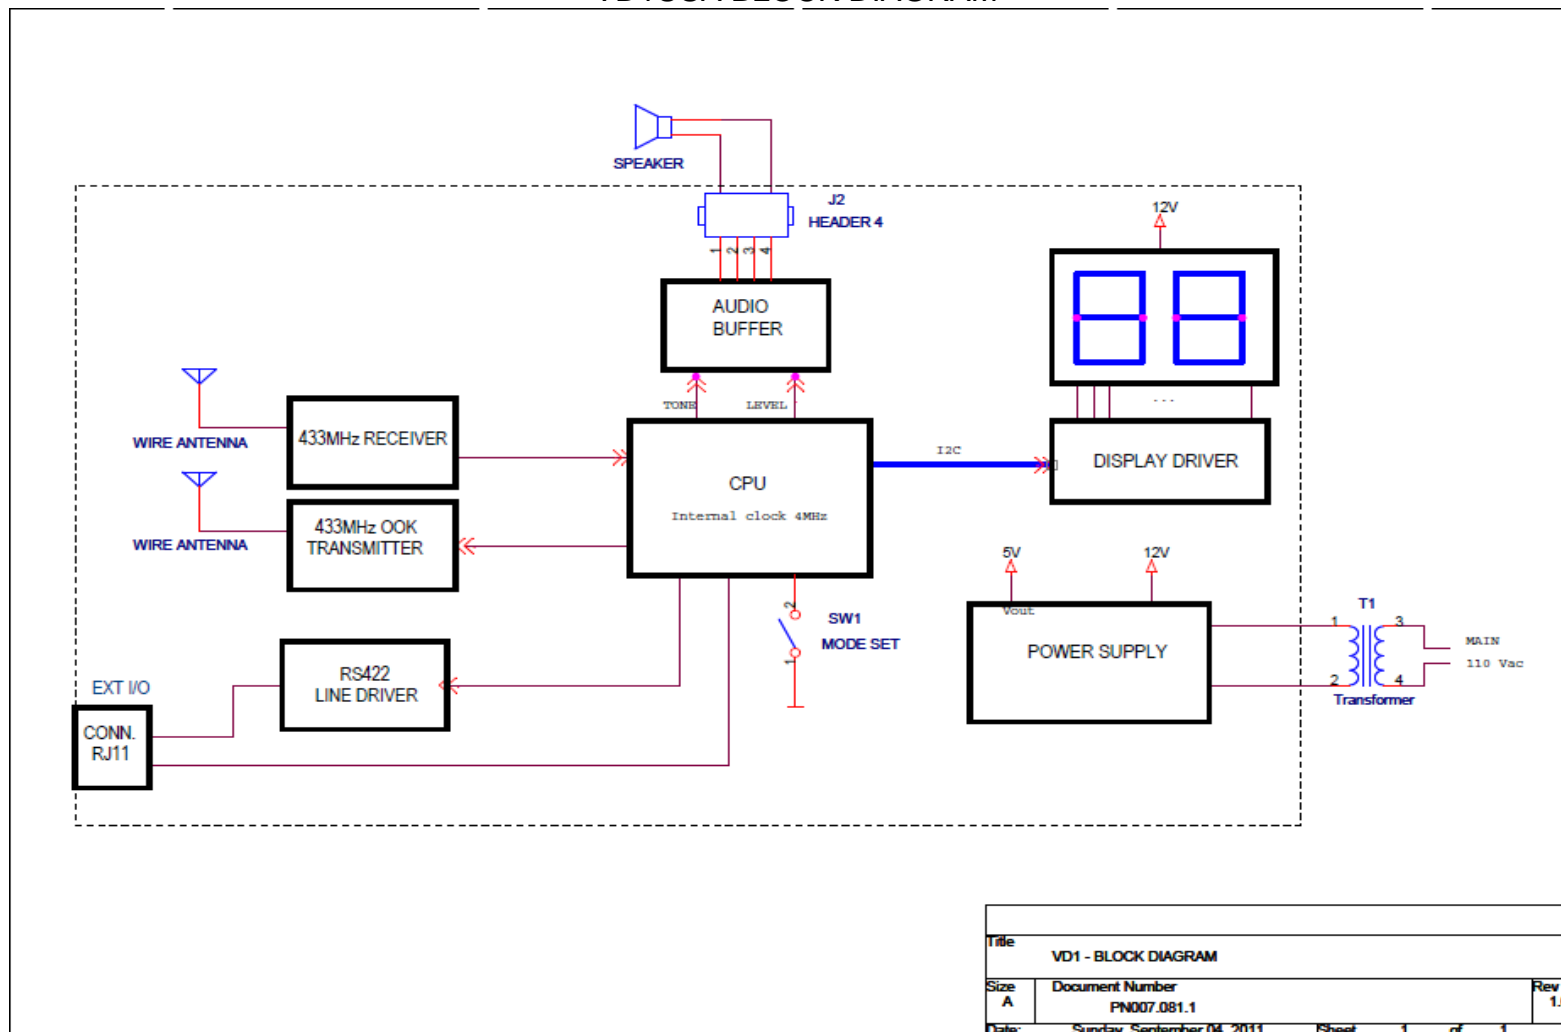 BLOCK DIAGRAM
SPEAKER
J2
HEADER 4
1 2 3 4
12V
AUDIO
BUFFER
TONE LEVEL
...
WIRE ANTENNA
433MHz RECEIVER
I2C
DISPLAY DRIVER
CPU
Internal clock 4MHz
WIRE ANTENNA
433MHz OOK
TRANSMITTER
5V 12V
Vout
POWER SUPPLY
2
SW1
MODE SET
1
T1
1 3
MAIN
110 Vac
2 4
Transformer
RS422
LINE DRIVER
EXT I/O
CONN.
RJ11
Title
VD1 - BLOCK DIAGRAM
Size
A
Document Number
PN007.081.1
Rev
Date: Sunday, September 04, 2011 Sheet 1 of 1